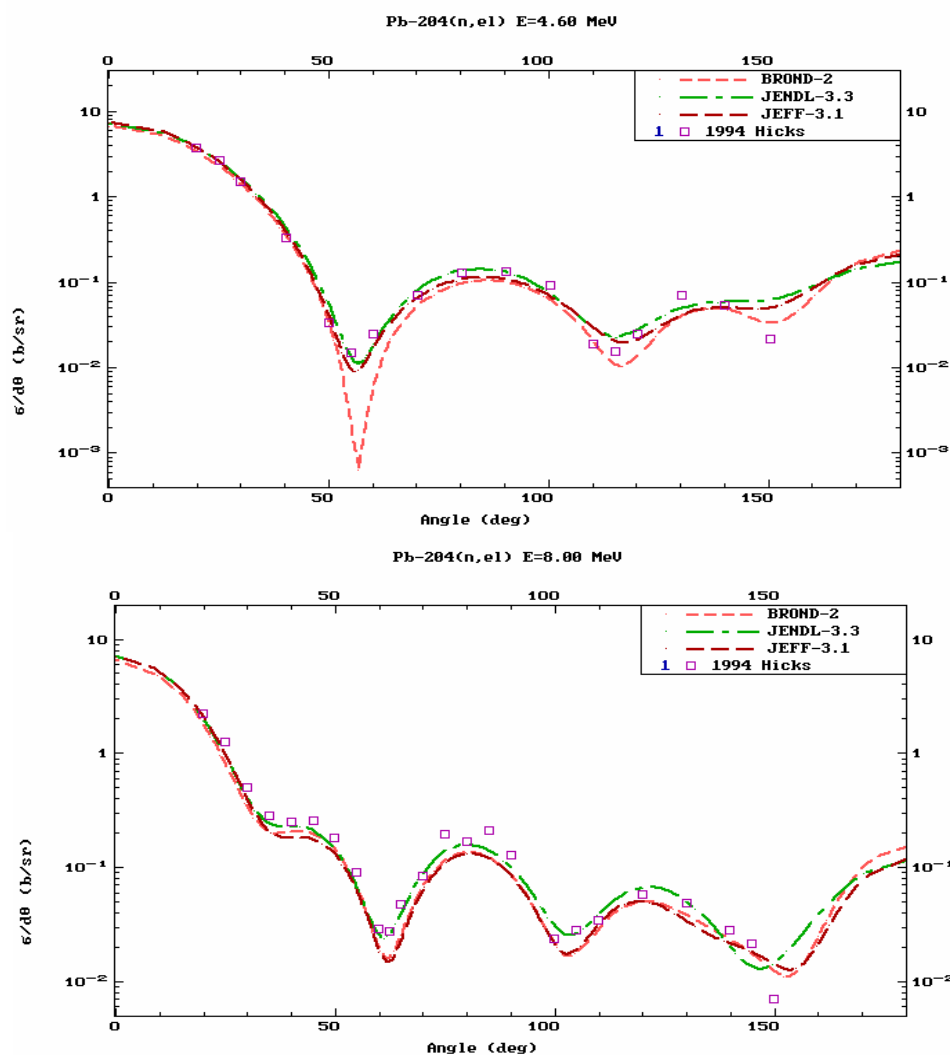 Pb-204(n,el) E=4.60 MeV
0 50 100 150
BROND-2
JENDL-3.3
JEFF-3.1
1 1994 Hicks
10 10
1 1
10⁻¹ 10⁻¹
10⁻² 10⁻²
10⁻³ 10⁻³
σ/dθ (b/sr)
0 50 100 150
Angle (deg)
Pb-204(n,el) E=8.00 MeV
0 50 100 150
BROND-2
JENDL-3.3
JEFF-3.1
1 1994 Hicks
10 10
1 1
10⁻¹ 10⁻¹
10⁻² 10⁻²
σ/dθ (b/sr)
0 50 100 150
Angle (deg)